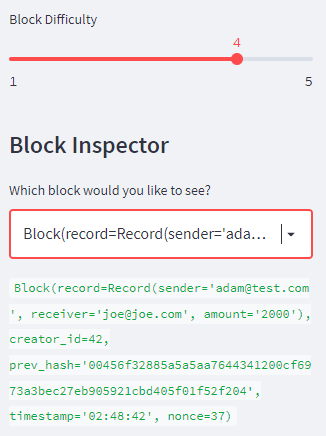 Block Difficulty
4
1 5
Block Inspector
Which block would you like to see?
Block(record=Record(sender='ada...
Block(record=Record(sender='adam@test.com
', receiver='joe@joe.com', amount='2000'),
creator_id=42,
prev_hash='00456f32885a5a5aa7644341200cf69
73a3bec27eb905921cbd405f01f52f204',
timestamp='02:48:42', nonce=37)